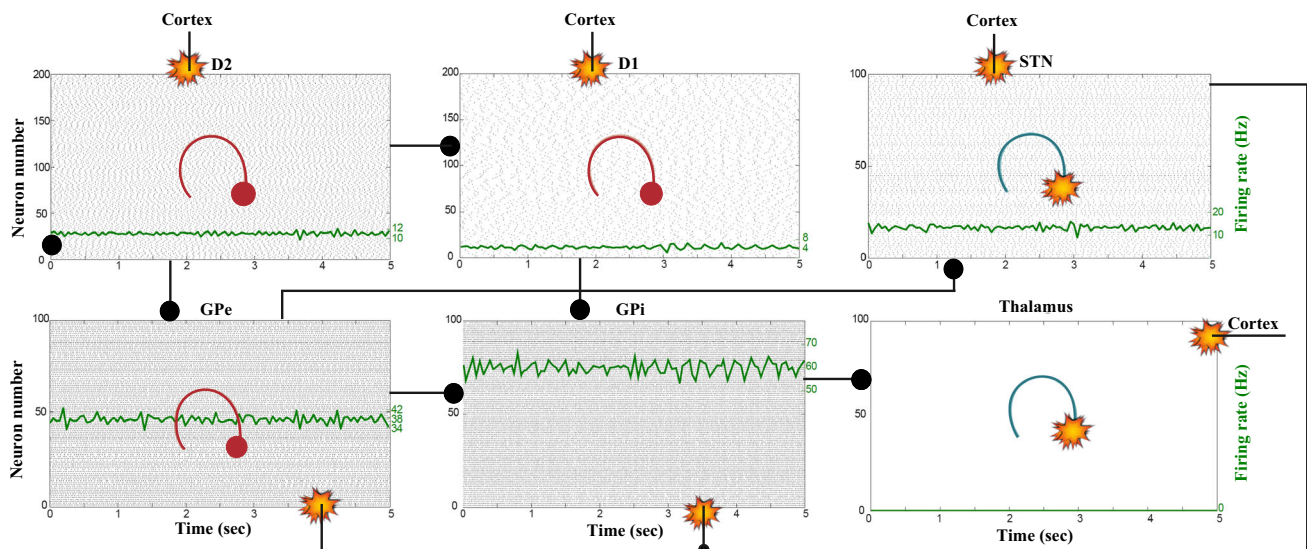 Cortex Cortex Cortex
D2 D1 STN
200 200 100
150 150
100 100 50
50 50
0 0 0
Neuron number
12
10
8
4
20
10
Firing rate (Hz)
0 1 2 3 4 5
0 1 2 3 4 5
0 1 2 3 4 5
GPe GPi Thalamus
Cortex
100 100 100
50 50 50
0 0 0
Neuron number
42
38
34
70
60
50
0
Firing rate (Hz)
0 1 2 3 4 5
0 1 2 3 4 5
0 1 2 3 4 5
Time (sec) Time (sec) Time (sec)